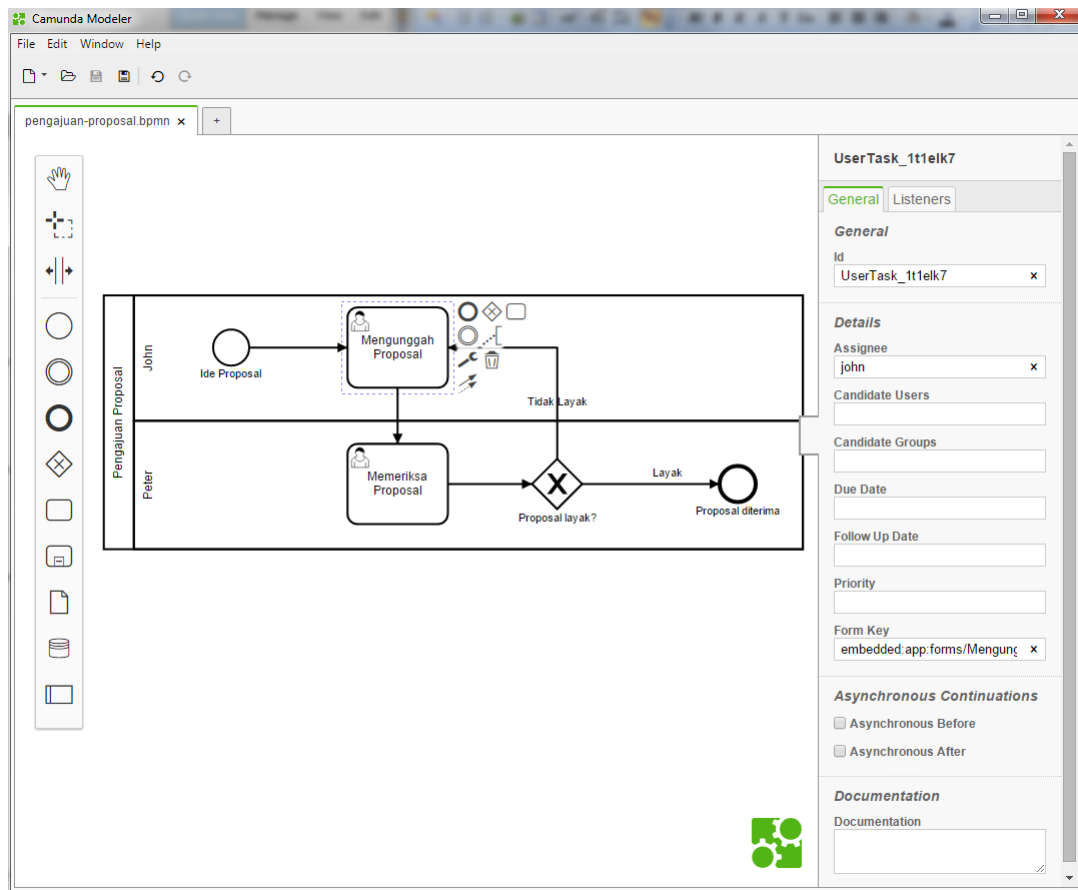 Camunda Modeler
File Edit Window Help
pengajuan-proposal.bpmn x +
Pengajuan Proposal
John
Ide Proposal
Mengunggah
Proposal
Tidak Layak
Peter
Memeriksa
Proposal
Proposal layak?
Layak
Proposal diterima
UserTask_1t1elk7
General Listeners
General
Id
UserTask_1t1elk7 x
Details
Assignee
john x
Candidate Users
Candidate Groups
Due Date
Follow Up Date
Priority
Form Key
embedded:app:forms/Mengung x
Asynchronous Continuations
Asynchronous Before
Asynchronous After
Documentation
Documentation